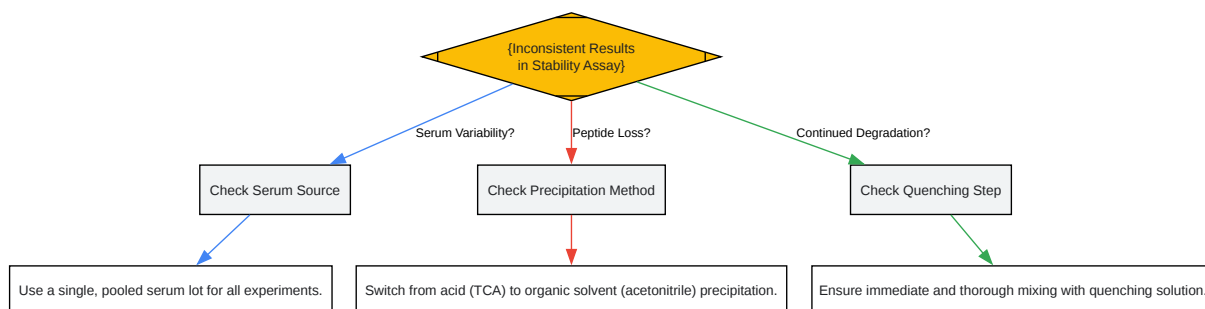 {Inconsistent Results
in Stability Assay}
Serum Variability?
Peptide Loss?
Continued Degradation?
Check Serum Source
Check Precipitation Method
Check Quenching Step
Use a single, pooled serum lot for all experiments.
Switch from acid (TCA) to organic solvent (acetonitrile) precipitation.
Ensure immediate and thorough mixing with quenching solution.